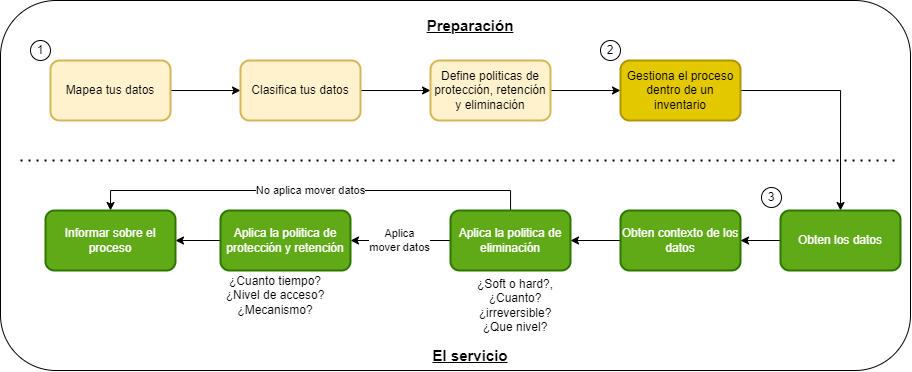 Preparación
1
Mapea tus datos
Clasifica tus datos
Define politicas de
protección, retención
y eliminación
2
Gestiona el proceso
dentro de un
inventario
No aplica mover datos
3
Informar sobre el
proceso
Aplica la politica de
protección y retención
Aplica
mover datos
Aplica la politica de
eliminación
Obten contexto de los
datos
Obten los datos
¿Cuanto tiempo?
¿Nivel de acceso?
¿Mecanismo?
¿Soft o hard?,
¿Cuanto?
¿irreversible?
¿Que nivel?
El servicio